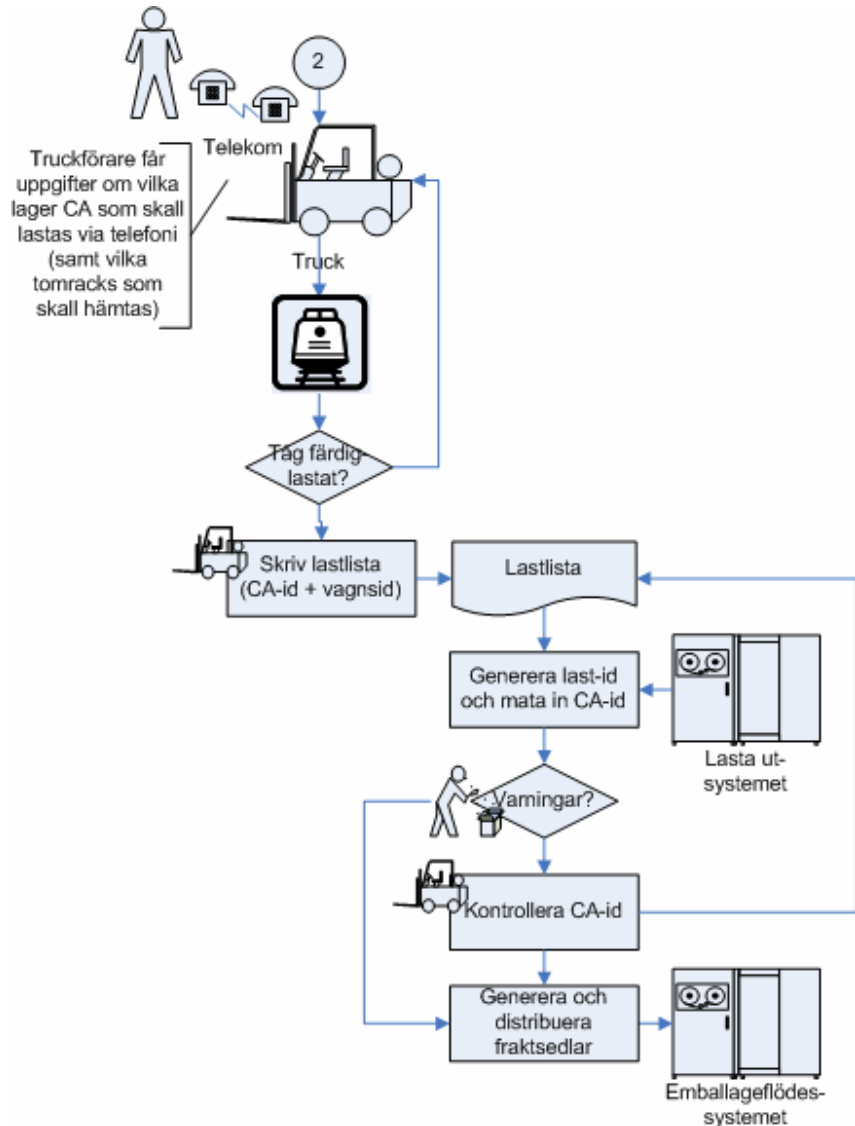 2
Telekom
Truckförare får
uppgifter om vilka
lager CA som skall
lastas via telefoni
(samt vilka
tomracks som
skall hämtas)
Truck
Tåg färdig-
lastat?
Skriv lastlista
(CA-id + vagnsid)
Lastlista
Generera last-id
och mata in CA-id
Lasta ut-
systemet
Varningar?
Kontrollera CA-id
Generera och
distribuera
fraktsedlar
Emballageflödes-
systemet